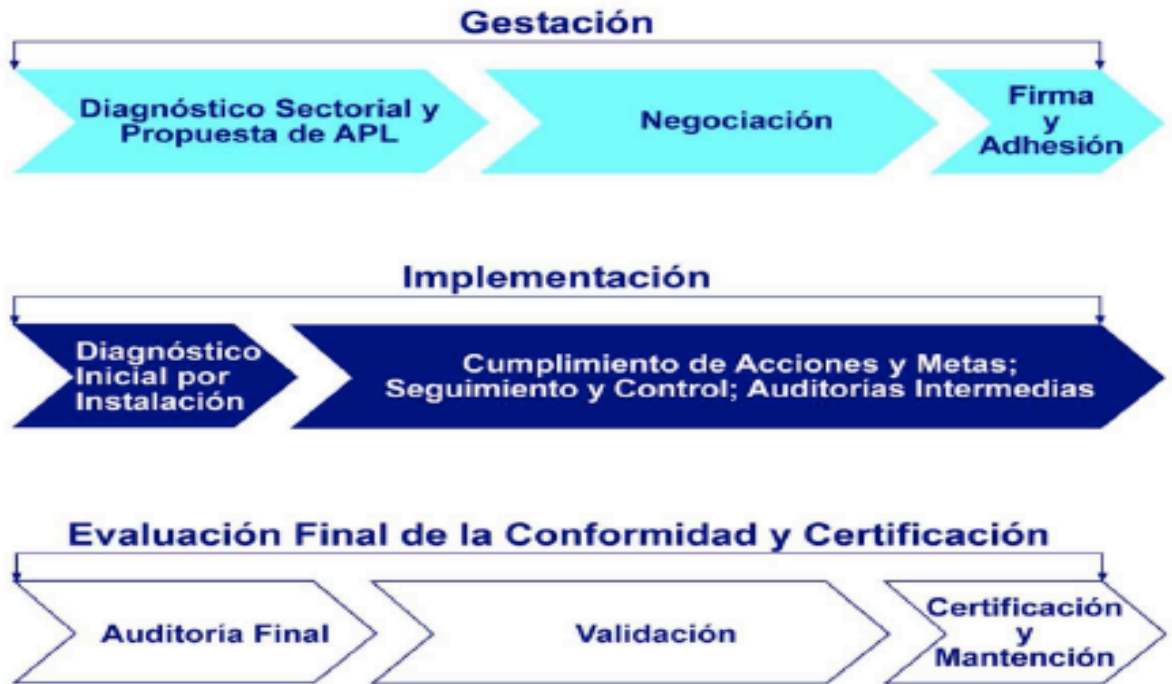 Gestación
Diagnóstico Sectorial y
Propuesta de APL
Negociación
Firma
y
Adhesión
Implementación
Diagnóstico
Inicial por
Instalación
Cumplimiento de Acciones y Metas;
Seguimiento y Control; Auditorias Intermedias
Evaluación Final de la Conformidad y Certificación
Auditoría Final
Validación
Certificación
y
Mantención